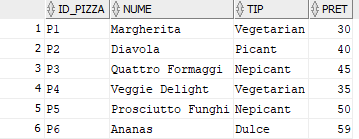 ID_PIZZA NUME TIP PRET
1 P1 Margherita Vegetarian 30
2 P2 Diavola Picant 40
3 P3 Quattro Formaggi Nepicant 45
4 P4 Veggie Delight Vegetarian 35
5 P5 Prosciutto Funghi Nepicant 50
6 P6 Ananas Dulce 59